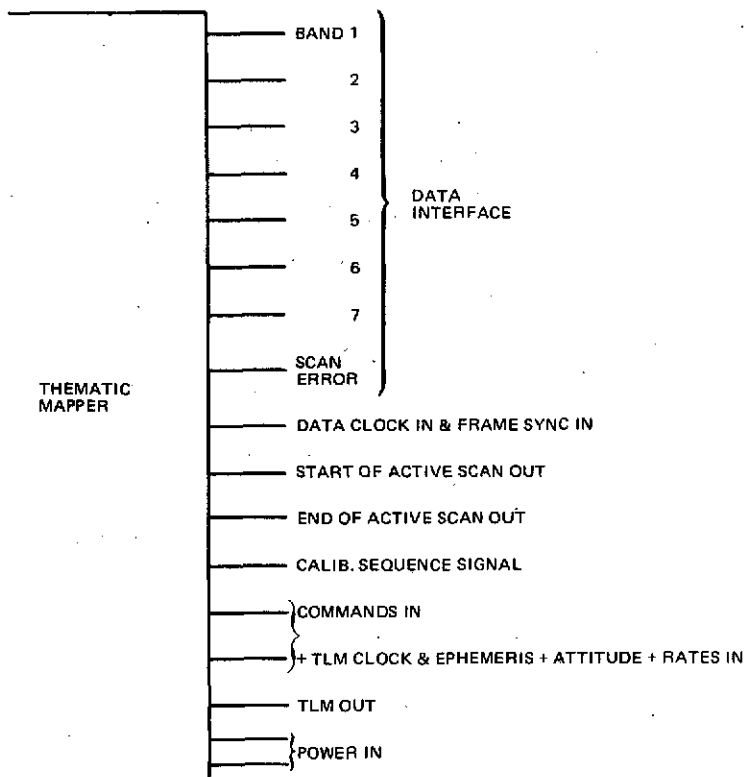 BAND 1
2
3
4
5
6
7
SCAN
ERROR
DATA
INTERFACE
THEMATIC
MAPPER
DATA CLOCK IN & FRAME SYNC IN
START OF ACTIVE SCAN OUT
END OF ACTIVE SCAN OUT
CALIB. SEQUENCE SIGNAL
COMMANDS IN
+ TLM CLOCK & EPHEMERIS + ATTITUDE + RATES IN
TLM OUT
POWER IN